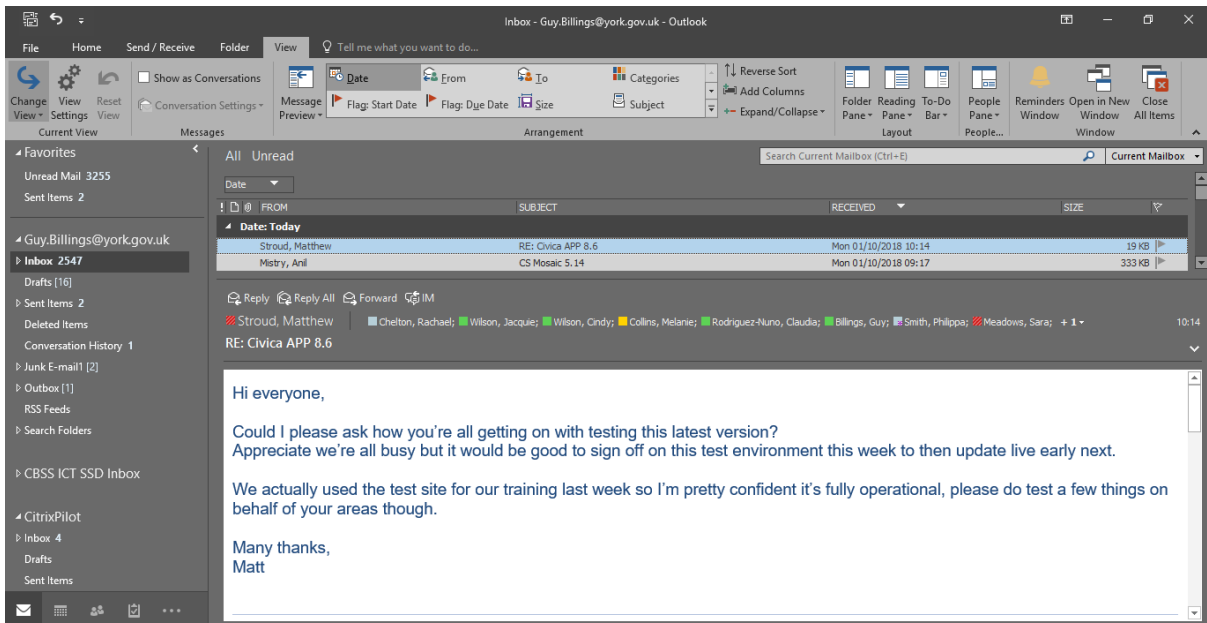 Inbox - Guy.Billings@york.gov.uk - Outlook
File Home Send / Receive Folder View Tell me what you want to do...
Change View View Settings Reset View
Current View
Show as Conversations
Conversation Settings
Messages
Message Preview
Date From To Categories
Flag: Start Date Flag: Due Date Size Subject
Arrangement
Reverse Sort
Add Columns
Expand/Collapse
Folder Pane Reading Pane To-Do Bar
Layout
People Pane
People...
Reminders Window Open in New Window Close All Items
Window
Favorites
Unread Mail 3255
Sent Items 2
Guy.Billings@york.gov.uk
Inbox 2547
Drafts [16]
Sent Items 2
Deleted Items
Conversation History 1
Junk E-mail1 [2]
Outbox [1]
RSS Feeds
Search Folders
CBSS ICT SSD Inbox
CitrixPilot
Inbox 4
Drafts
Sent Items
All Unread
Search Current Mailbox (Ctrl+E) Current Mailbox
Date
! FROM SUBJECT RECEIVED SIZE
Date: Today
Stroud, Matthew RE: Civica APP 8.6 Mon 01/10/2018 10:14 19 KB
Mistry, Anil CS Mosaic 5.14 Mon 01/10/2018 09:17 333 KB
Reply Reply All Forward IM
Stroud, Matthew Chelton, Rachael; Wilson, Jacquie; Wilson, Cindy; Collins, Melanie; Rodriguez-Nuno, Claudia; Billings, Guy; Smith, Philippa; Meadows, Sara; + 1 10:14
RE: Civica APP 8.6
Hi everyone,
Could I please ask how you're all getting on with testing this latest version?
Appreciate we're all busy but it would be good to sign off on this test environment this week to then update live early next.
We actually used the test site for our training last week so I'm pretty confident it's fully operational, please do test a few things on
behalf of your areas though.
Many thanks,
Matt